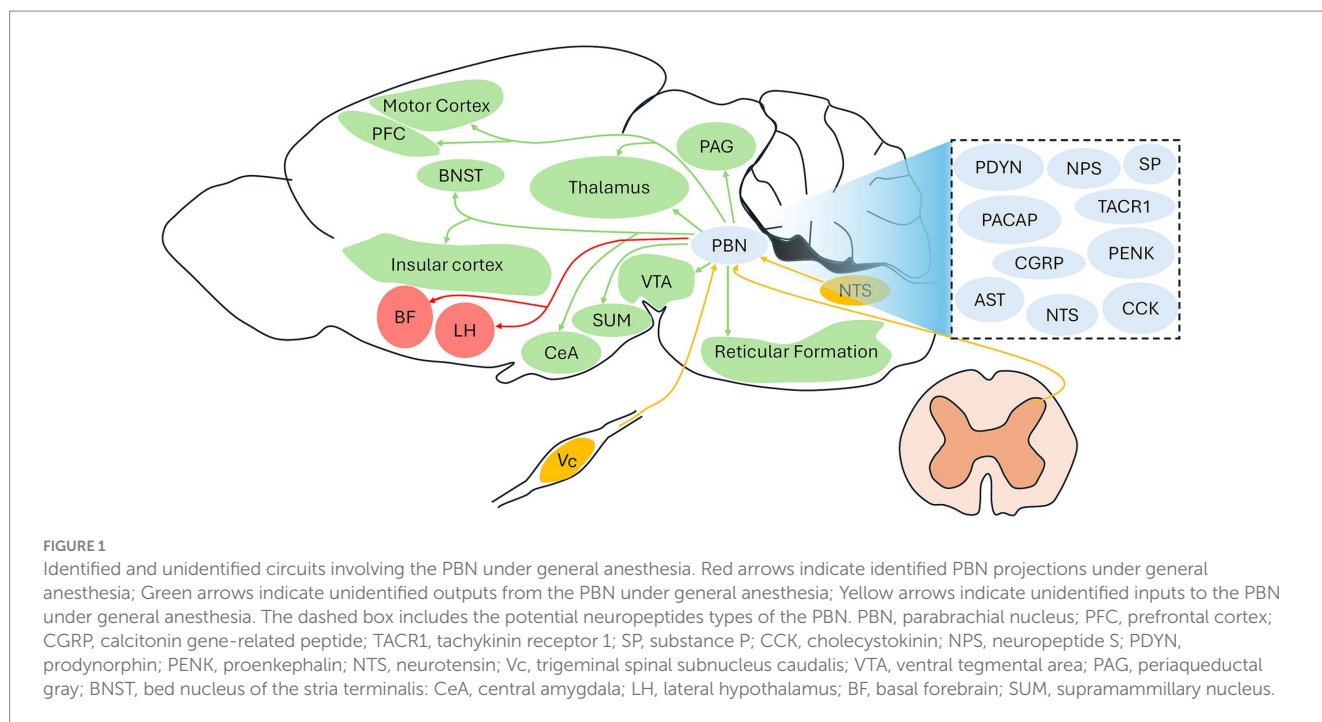 Motor Cortex
PFC
PAG
BNST
Thalamus
PBN
Insular cortex
VTA
NTS
BF
LH
SUM
CeA
Reticular Formation
Vc
PDYN
NPS
SP
PACAP
TACR1
CGRP
PENK
AST
NTS
CCK
FIGURE 1
Identified and unidentified circuits involving the PBN under general anesthesia. Red arrows indicate identified PBN projections under general
anesthesia; Green arrows indicate unidentified outputs from the PBN under general anesthesia; Yellow arrows indicate unidentified inputs to the PBN
under general anesthesia. The dashed box includes the potential neuropeptides types of the PBN. PBN, parabrachial nucleus; PFC, prefrontal cortex;
CGRP, calcitonin gene-related peptide; TACR1, tachykinin receptor 1; SP, substance P; CCK, cholecystokinin; NPS, neuropeptide S; PDYN,
prodynorphin; PENK, proenkephalin; NTS, neurotensin; Vc, trigeminal spinal subnucleus caudalis; VTA, ventral tegmental area; PAG, periaqueductal
gray; BNST, bed nucleus of the stria terminalis: CeA, central amygdala; LH, lateral hypothalamus; BF, basal forebrain; SUM, supramammillary nucleus.